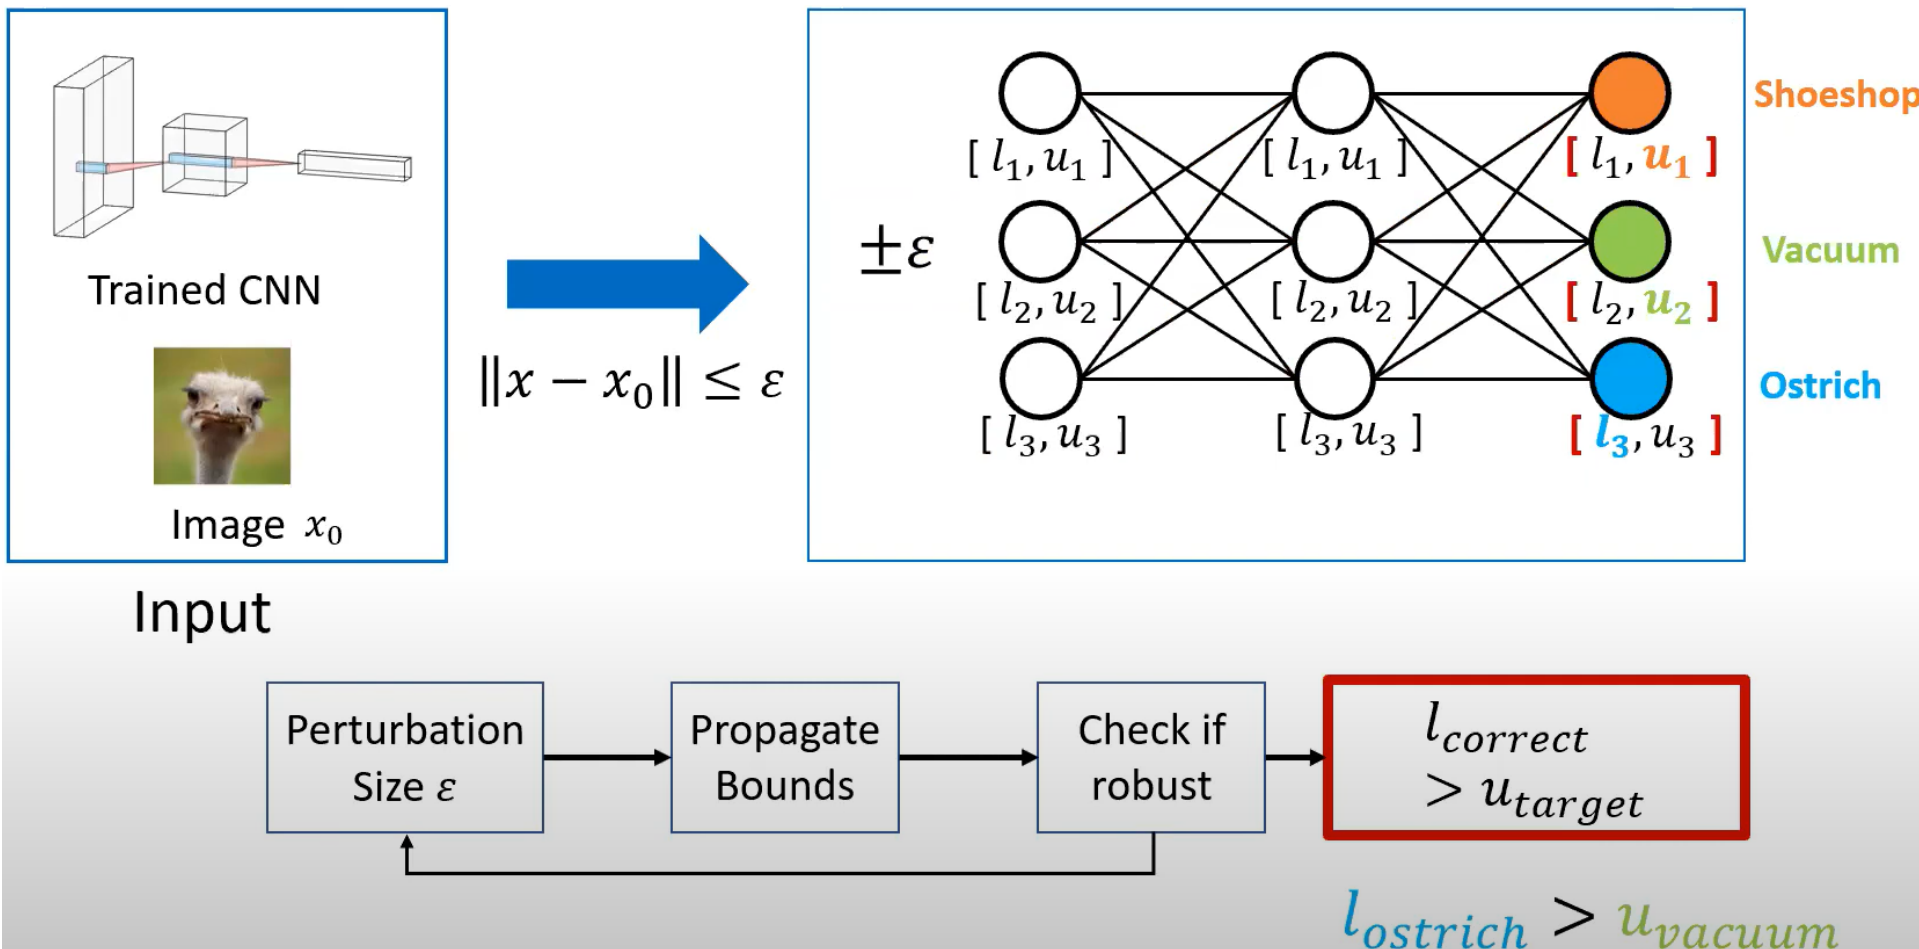 Trained CNN
Image x₀
Input
‖x − x₀‖ ≤ ε
±ε
[ l₁, u₁ ]
[ l₁, u₁ ]
[ l₁, u₁ ]
Shoeshop
[ l₂, u₂ ]
[ l₂, u₂ ]
[ l₂, u₂ ]
Vacuum
[ l₃, u₃ ]
[ l₃, u₃ ]
[ l₃, u₃ ]
Ostrich
Perturbation
Size ε
Propagate
Bounds
Check if
robust
l_correct
> u_target
l_ostrich > u_vacuum